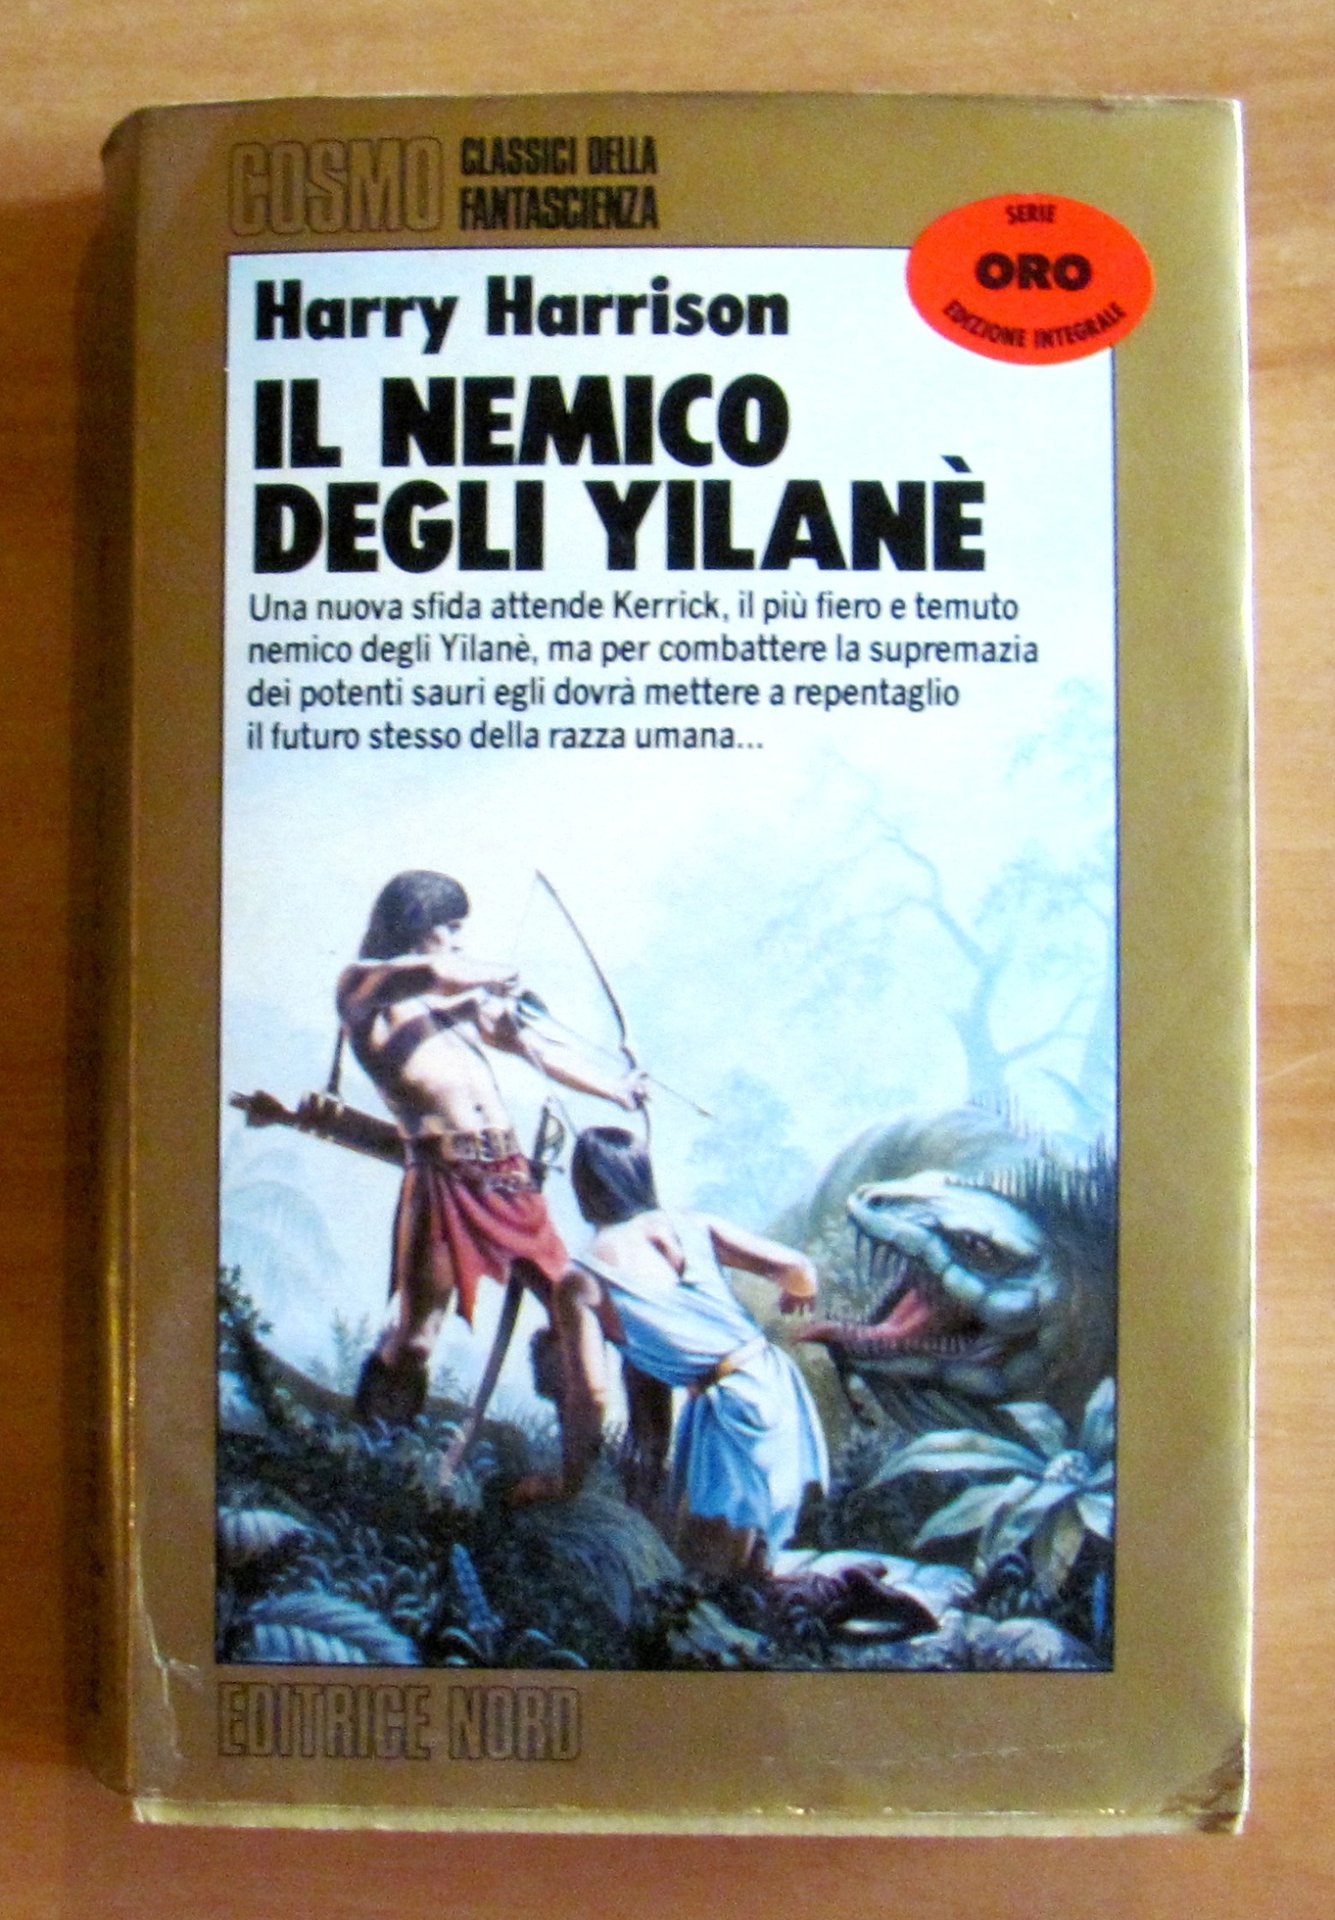 COSMO CLASSICI DELLA
FANTASCIENZA
SERIE
ORO
EDIZIONE INTEGRALE
Harry Harrison
IL NEMICO
DEGLI YILANÈ
Una nuova sfida attende Kerrick, il più fiero e temuto
nemico degli Yilanè, ma per combattere la supremazia
dei potenti sauri egli dovrà mettere a repentaglio
il futuro stesso della razza umana...
EDITRICE NORD